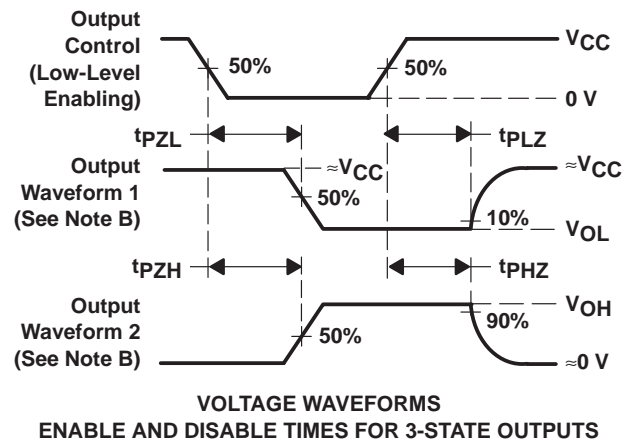 Output
Control
(Low-Level
Enabling)
50%
50%
VCC
0 V
tPZL
tPLZ
Output
Waveform 1
(See Note B)
≈VCC
50%
≈VCC
10%
VOL
tPZH
tPHZ
Output
Waveform 2
(See Note B)
50%
VOH
90%
≈0 V
VOLTAGE WAVEFORMS
ENABLE AND DISABLE TIMES FOR 3-STATE OUTPUTS